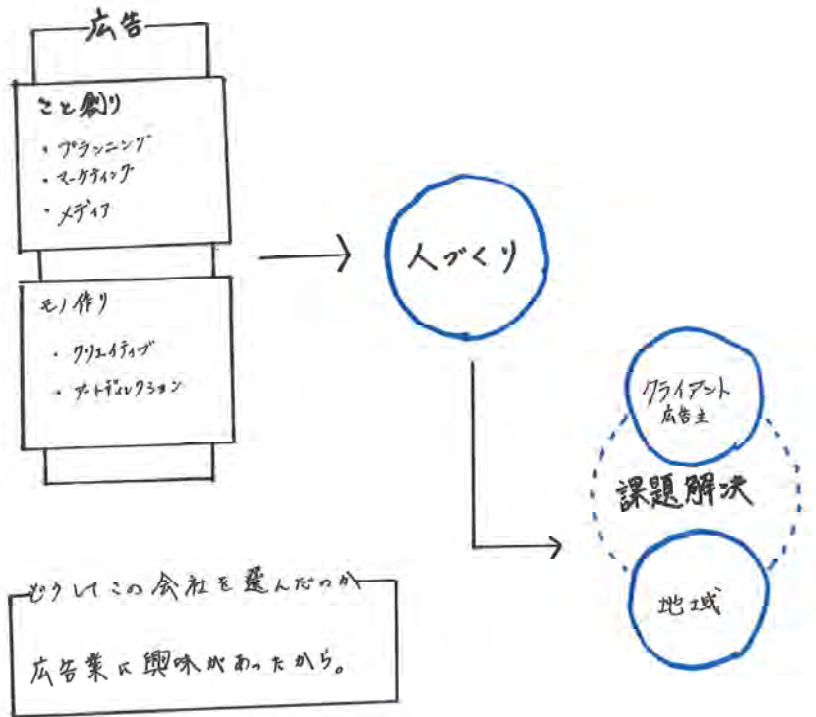 広告
こと創り
・プランニング
・マーケティング
・メディア
モノ作り
・クリエイティブ
・アートディレクション
人づくり
クライアント
広告主
課題解決
地域
どうしてこの会社を選んだのか
広告業に興味があったから。